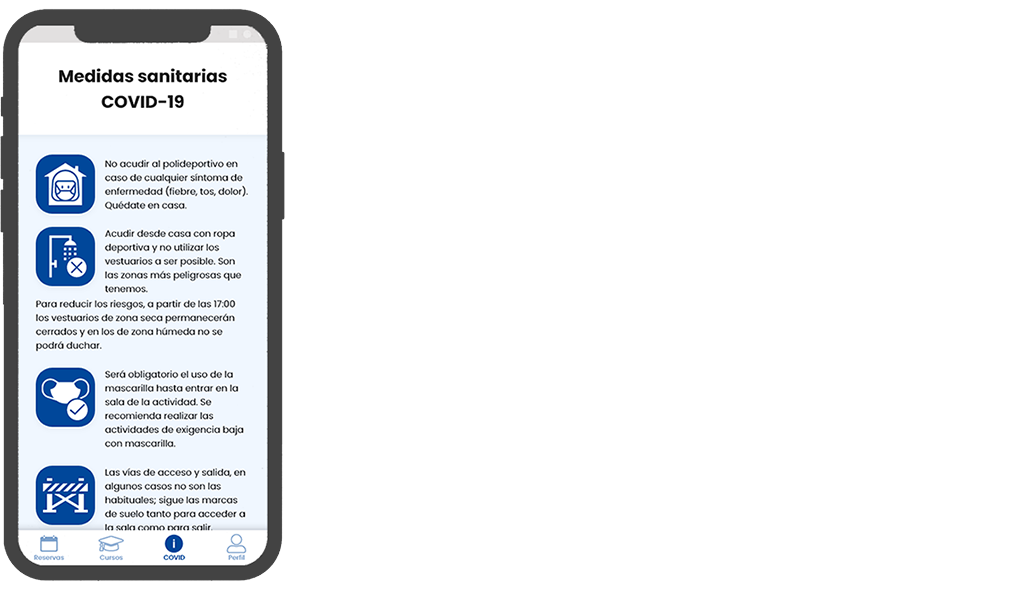 Medidas sanitarias
COVID-19
No acudir al polideportivo en
caso de cualquier síntoma de
enfermedad (fiebre, tos, dolor).
Quédate en casa.
Acudir desde casa con ropa
deportiva y no utilizar los
vestuarios a ser posible. Son
las zonas más peligrosas que
tenemos.
Para reducir los riesgos, a partir de las 17:00
los vestuarios de zona seca permanecerán
cerrados y en los de zona húmeda no se
podrá duchar.
Será obligatorio el uso de la
mascarilla hasta entrar en la
sala de la actividad. Se
recomienda realizar las
actividades de exigencia baja
con mascarilla.
Las vías de acceso y salida, en
algunos casos no son las
habituales; sigue las marcas
de suelo tanto para acceder a
la sala como para salir.
Reservas Cursos COVID Perfil